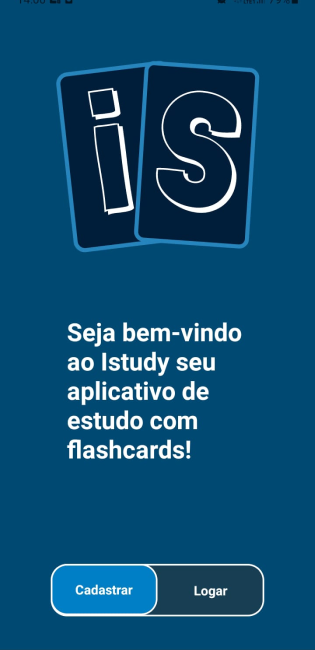 iS
Seja bem-vindo
ao Istudy seu
aplicativo de
estudo com
flashcards!
Cadastrar
Logar